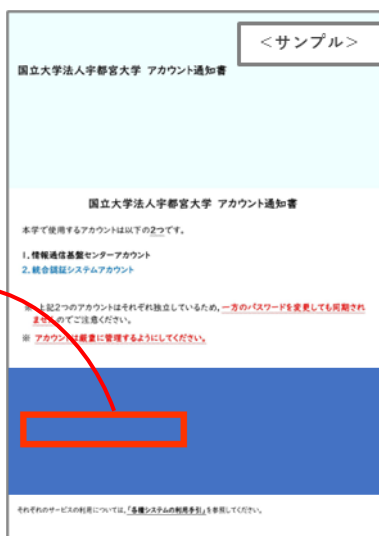 ＜サンプル＞
国立大学法人宇都宮大学 アカウント通知書
国立大学法人宇都宮大学 アカウント通知書
本学で使用するアカウントは以下の2つです。
1. 情報通信基盤センターアカウント
2. 統合認証システムアカウント
※ 上記2つのアカウントはそれぞれ独立しているため、一方のパスワードを変更しても同期され
ませんのでご注意ください。
※ アカウントは厳重に管理するようにしてください。
それぞれのサービスの利用については、「各種システムの利用手引」を参照してください。